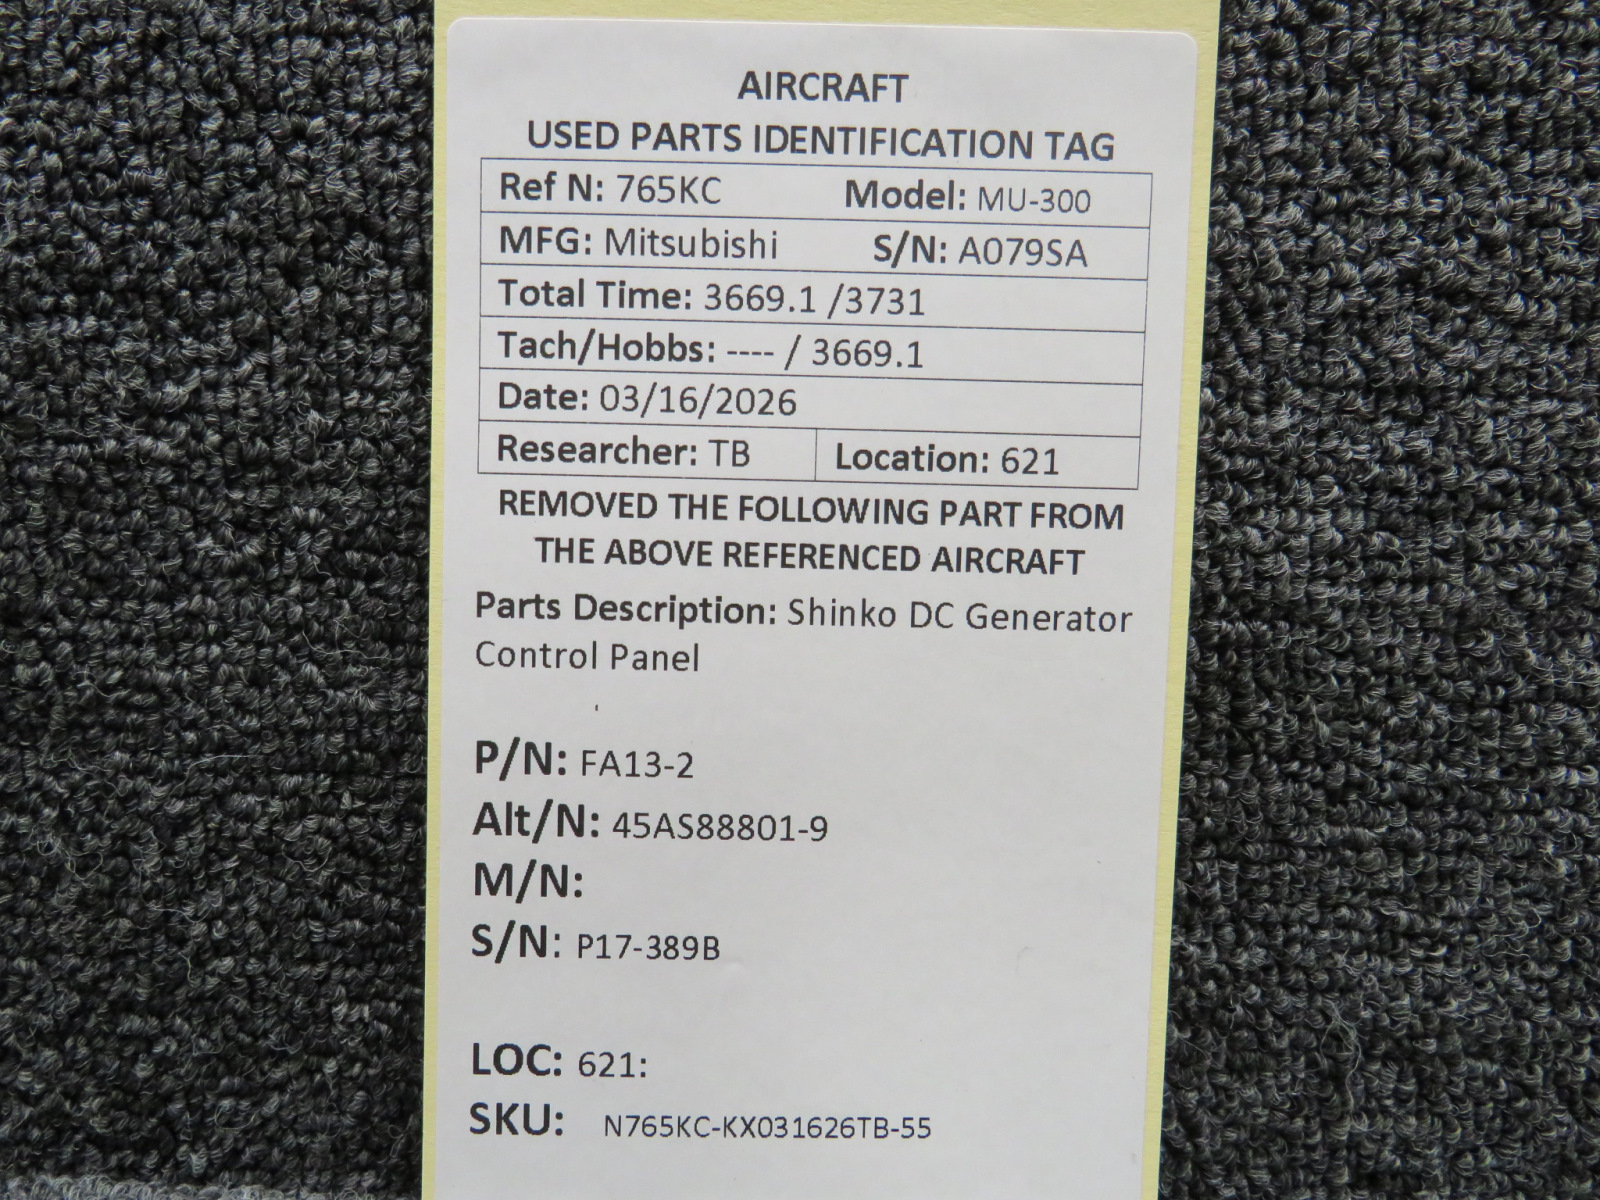 AIRCRAFT
USED PARTS IDENTIFICATION TAG
Ref N: 765KC Model: MU-300
MFG: Mitsubishi S/N: A079SA
Total Time: 3669.1 /3731
Tach/Hobbs: ---- / 3669.1
Date: 03/16/2026
Researcher: TB Location: 621
REMOVED THE FOLLOWING PART FROM
THE ABOVE REFERENCED AIRCRAFT
Parts Description: Shinko DC Generator
Control Panel
P/N: FA13-2
Alt/N: 45AS88801-9
M/N:
S/N: P17-389B
LOC: 621:
SKU: N765KC-KX031626TB-55